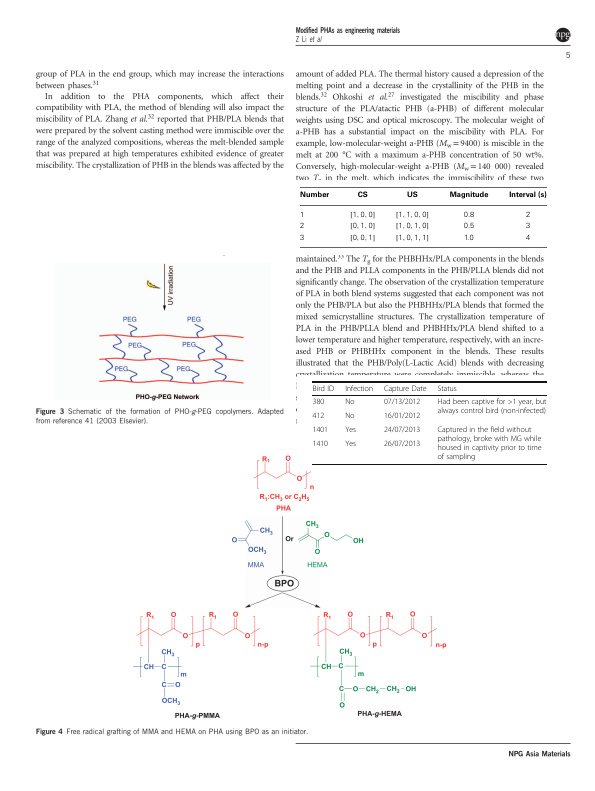 Modified PHAs as engineering materials
Z Li et al
npg
5
group of PLA in the end group, which may increase the interactions
between phases.31
In addition to the PHA components, which affect their
compatibility with PLA, the method of blending will also impact the
miscibility of PLA. Zhang et al.32 reported that PHB/PLA blends that
were prepared by the solvent casting method were immiscible over the
range of the analyzed compositions, whereas the melt-blended sample
that was prepared at high temperatures exhibited evidence of greater
miscibility. The crystallization of PHB in the blends was affected by the
UV irradiation
PEG
PEG
PEG
PEG
PEG
PEG
PHO-g-PEG Network
Figure 3 Schematic of the formation of PHO-g-PEG copolymers. Adapted
from reference 41 (2003 Elsevier).
amount of added PLA. The thermal history caused a depression of the
melting point and a decrease in the crystallinity of the PHB in the
blends.32 Ohkoshi et al.27 investigated the miscibility and phase
structure of the PLA/atactic PHB (a-PHB) of different molecular
weights using DSC and optical microscopy. The molecular weight of
a-PHB has a substantial impact on the miscibility with PLA. For
example, low-molecular-weight a-PHB (Mw = 9400) is miscible in the
melt at 200 °C with a maximum a-PHB concentration of 50 wt%.
Conversely, high-molecular-weight a-PHB (Mw = 140 000) revealed
two Tg in the melt, which indicates the immiscibility of these two
Number CS US Magnitude Interval (s)
1 [1, 0, 0] [1, 1, 0, 0] 0.8 2
2 [0, 1, 0] [1, 0, 1, 0] 0.5 3
3 [0, 0, 1] [1, 0, 1, 1] 1.0 4
maintained.33 The Tg for the PHBHHx/PLA components in the blends
and the PHB and PLLA components in the PHB/PLLA blends did not
significantly change. The observation of the crystallization temperature
of PLA in both blend systems suggested that each component was not
only the PHB/PLA but also the PHBHHx/PLA blends that formed the
mixed semicrystalline structures. The crystallization temperature of
PLA in the PHB/PLLA blend and PHBHHx/PLA blend shifted to a
lower temperature and higher temperature, respectively, with an incre-
ased PHB or PHBHHx component in the blends. These results
illustrated that the PHB/Poly(L-Lactic Acid) blends with decreasing
crystallization temperature were completely immiscible, whereas the
Bird ID Infection Capture Date Status
380 No 07/13/2012 Had been captive for >1 year, but
always control bird (non-infected)
412 No 16/01/2012
1401 Yes 24/07/2013 Captured in the field without
pathology, broke with MG while
1410 Yes 26/07/2013 housed in captivity prior to time
of sampling
R1 O
O
n
R1:CH3 or C2H5
PHA
CH3
O
OCH3
MMA
Or
CH3
O
OH
O
HEMA
BPO
R1 O R1 O
O O
p n-p
CH3
CH C
m
C=O
OCH3
PHA-g-PMMA
R1 O R1 O
O O
p n-p
CH3
CH C
m
C-O-CH2-CH2-OH
O
PHA-g-HEMA
Figure 4 Free radical grafting of MMA and HEMA on PHA using BPO as an initiator.
NPG Asia Materials